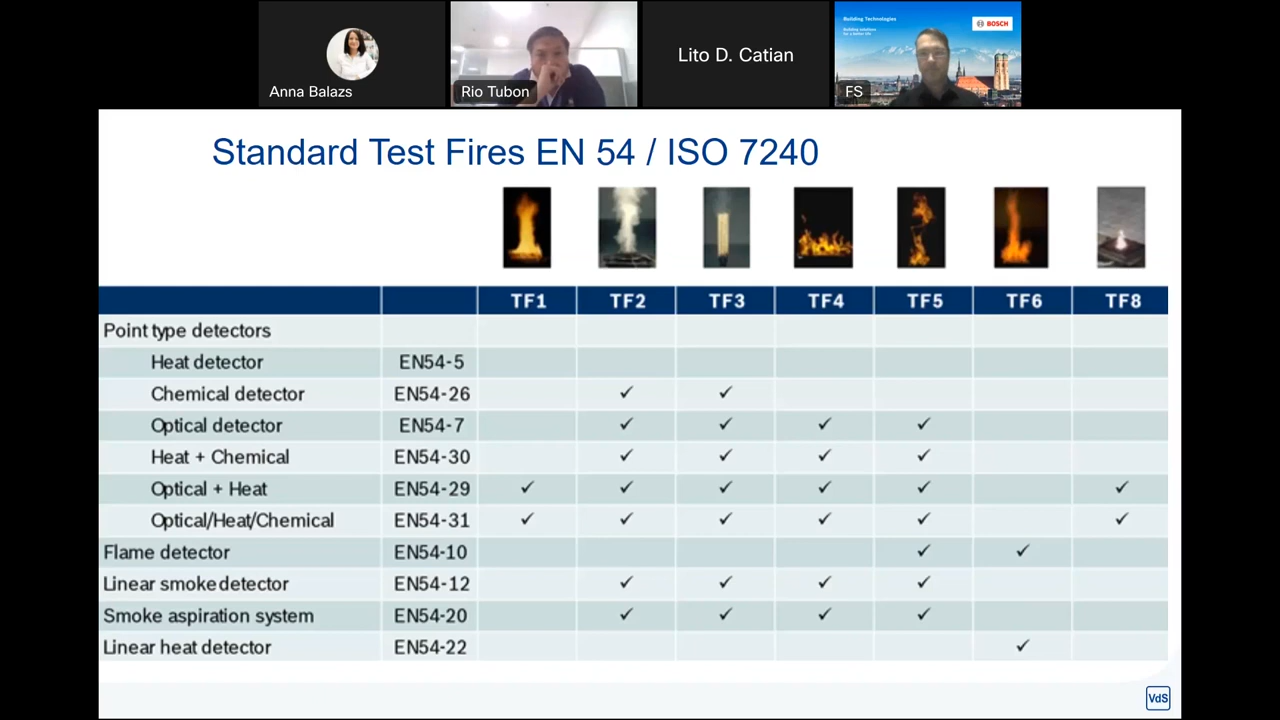 Anna Balazs
Rio Tubon
Lito D. Catian
Building Technologies
Building solutions
for a better life
BOSCH
FS
Standard Test Fires EN 54 / ISO 7240
TF1 TF2 TF3 TF4 TF5 TF6 TF8
Point type detectors
Heat detector EN54-5
Chemical detector EN54-26 ✓ ✓
Optical detector EN54-7 ✓ ✓ ✓ ✓
Heat + Chemical EN54-30 ✓ ✓ ✓ ✓
Optical + Heat EN54-29 ✓ ✓ ✓ ✓ ✓ ✓
Optical/Heat/Chemical EN54-31 ✓ ✓ ✓ ✓ ✓ ✓
Flame detector EN54-10 ✓ ✓
Linear smoke detector EN54-12 ✓ ✓ ✓ ✓
Smoke aspiration system EN54-20 ✓ ✓ ✓ ✓
Linear heat detector EN54-22 ✓
VdS